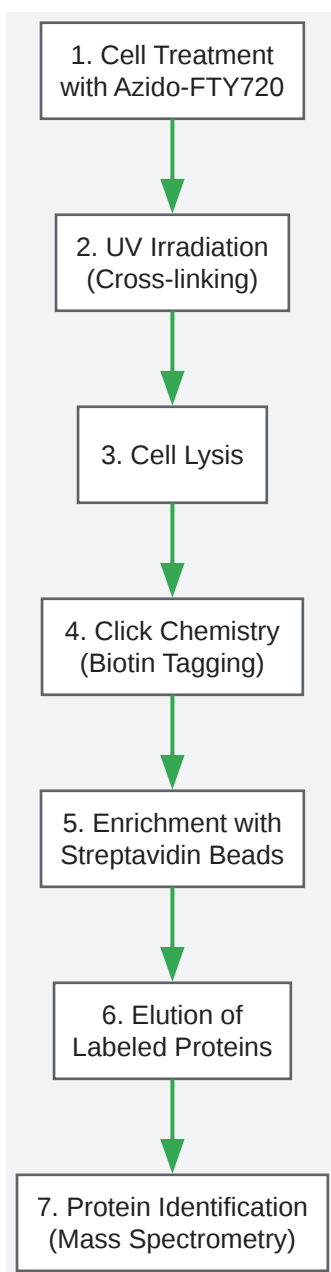 1. Cell Treatment
with Azido-FTY720
2. UV Irradiation
(Cross-linking)
3. Cell Lysis
4. Click Chemistry
(Biotin Tagging)
5. Enrichment with
Streptavidin Beads
6. Elution of
Labeled Proteins
7. Protein Identification
(Mass Spectrometry)